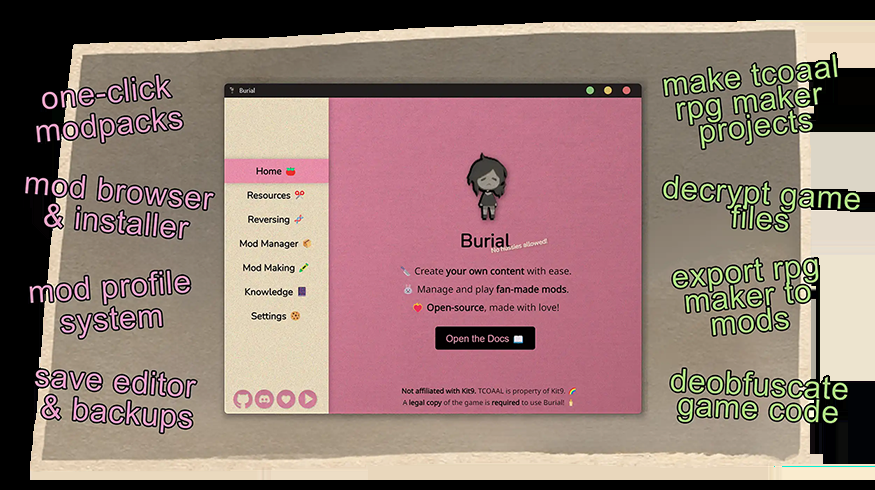 one-click
modpacks
mod browser
& installer
mod profile
system
save editor
& backups
Burial
Home
Resources
Reversing
Mod Manager
Mod Making
Knowledge
Settings
Burial
No husties allowed!
Create your own content with ease.
Manage and play fan-made mods.
Open-source, made with love!
Open the Docs
Not affiliated with Kit9. TCOAAL is property of Kit9.
A legal copy of the game is required to use Burial!
make tcoaal
rpg maker
projects
decrypt game
files
export rpg
maker to
mods
deobfuscate
game code